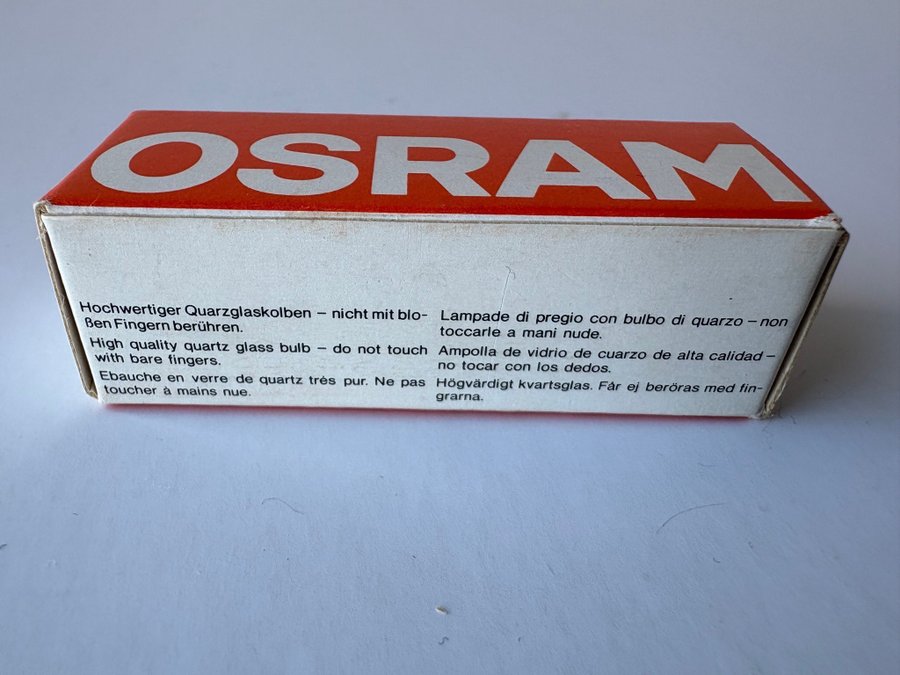 OSRAM
Hochwertiger Quarzglaskolben – nicht mit blo-
ßen Fingern berühren.
High quality quartz glass bulb – do not touch
with bare fingers.
Ebauche en verre de quartz trés pur. Ne pas
toucher à mains nue.
Lampade di pregio con bulbo di quarzo – non
toccarle a mani nude.
Ampolla de vidrio de cuarzo de alta calidad –
no tocar con los dedos.
Högvärdigt kvartsglas. Får ej beröras med fin-
grarna.